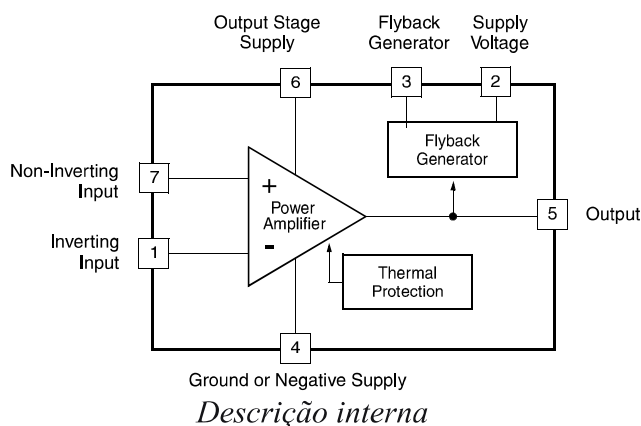 Output Stage
Supply
Flyback
Generator
Supply
Voltage
6
3
2
Flyback
Generator
Non-Inverting
Input
7
+
Power
Amplifier
-
5
Output
Inverting
Input
1
Thermal
Protection
4
Ground or Negative Supply
Descrição interna